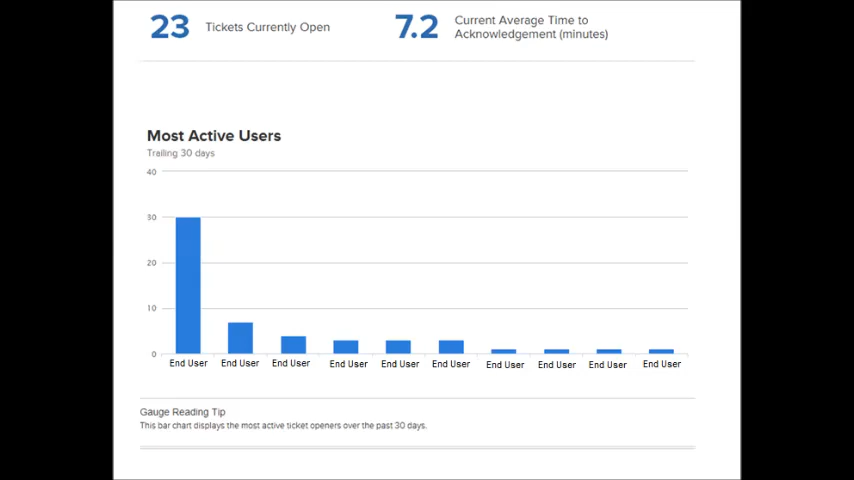 23 Tickets Currently Open
7.2 Current Average Time to
Acknowledgement (minutes)
Most Active Users
Trailing 30 days
40
30
20
10
0
End User End User End User End User End User End User End User End User End User End User
Gauge Reading Tip
This bar chart displays the most active ticket openers over the past 30 days.